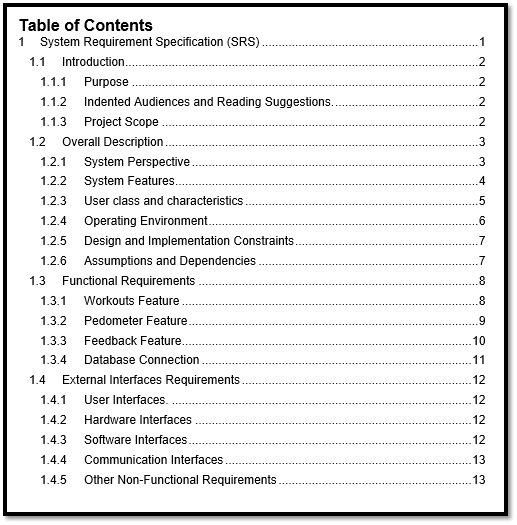 Table of Contents
1 System Requirement Specification (SRS) 1
1.1 Introduction 2
1.1.1 Purpose 2
1.1.2 Indented Audiences and Reading Suggestions. 2
1.1.3 Project Scope 2
1.2 Overall Description 3
1.2.1 System Perspective 3
1.2.2 System Features 4
1.2.3 User class and characteristics 5
1.2.4 Operating Environment 6
1.2.5 Design and Implementation Constraints 7
1.2.6 Assumptions and Dependencies 7
1.3 Functional Requirements 8
1.3.1 Workouts Feature 8
1.3.2 Pedometer Feature 9
1.3.3 Feedback Feature 10
1.3.4 Database Connection 11
1.4 External Interfaces Requirements 12
1.4.1 User Interfaces. 12
1.4.2 Hardware Interfaces 12
1.4.3 Software Interfaces 12
1.4.4 Communication Interfaces 13
1.4.5 Other Non-Functional Requirements 13